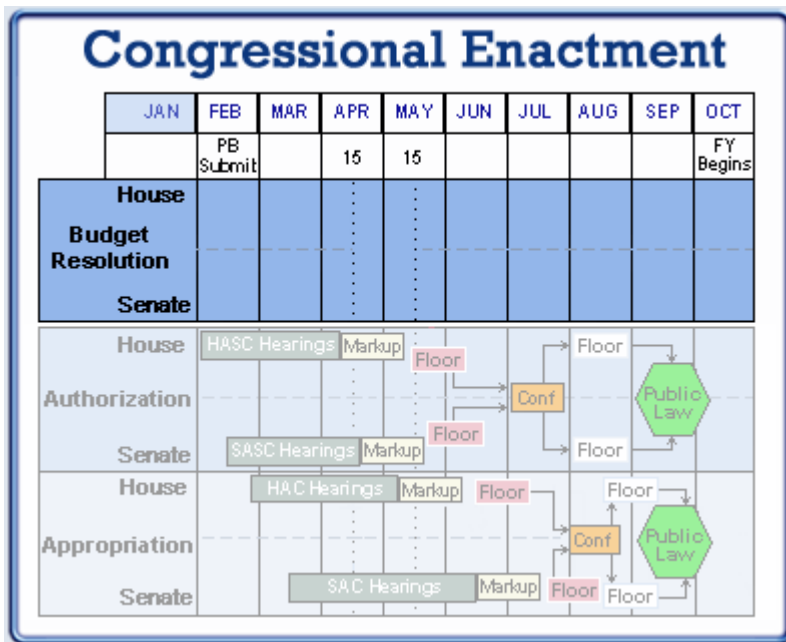 Congressional Enactment
JAN FEB MAR APR MAY JUN JUL AUG SEP OCT
PB Submit 15 15 FY Begins
House
Budget
Resolution
Senate
House HASC Hearings Markup Floor Floor
Authorization Conf Public Law
Senate SASC Hearings Markup Floor Floor
House HAC Hearings Markup Floor Floor
Appropriation Conf Public Law
Senate SAC Hearings Markup Floor Floor